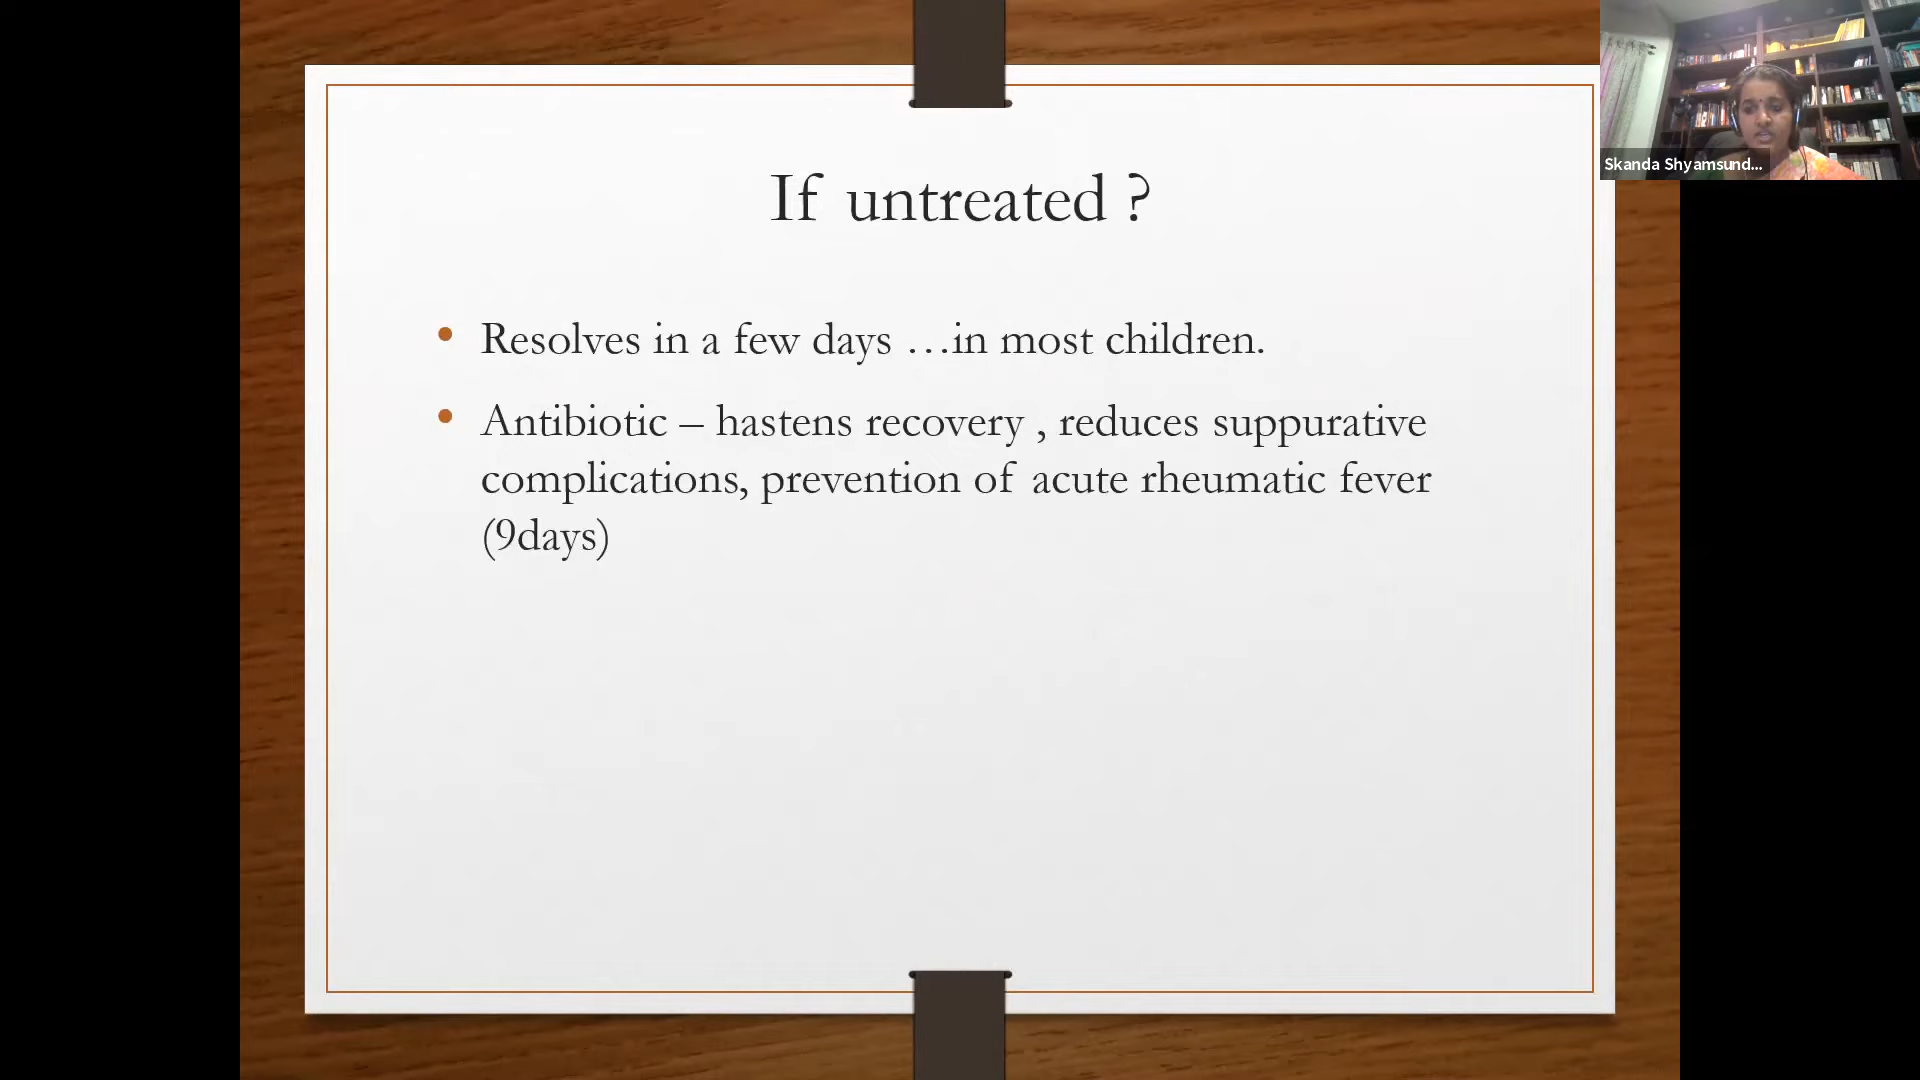 If untreated ?
• Resolves in a few days …in most children.
• Antibiotic – hastens recovery , reduces suppurative
complications, prevention of acute rheumatic fever
(9days)
Skanda Shyamsund...